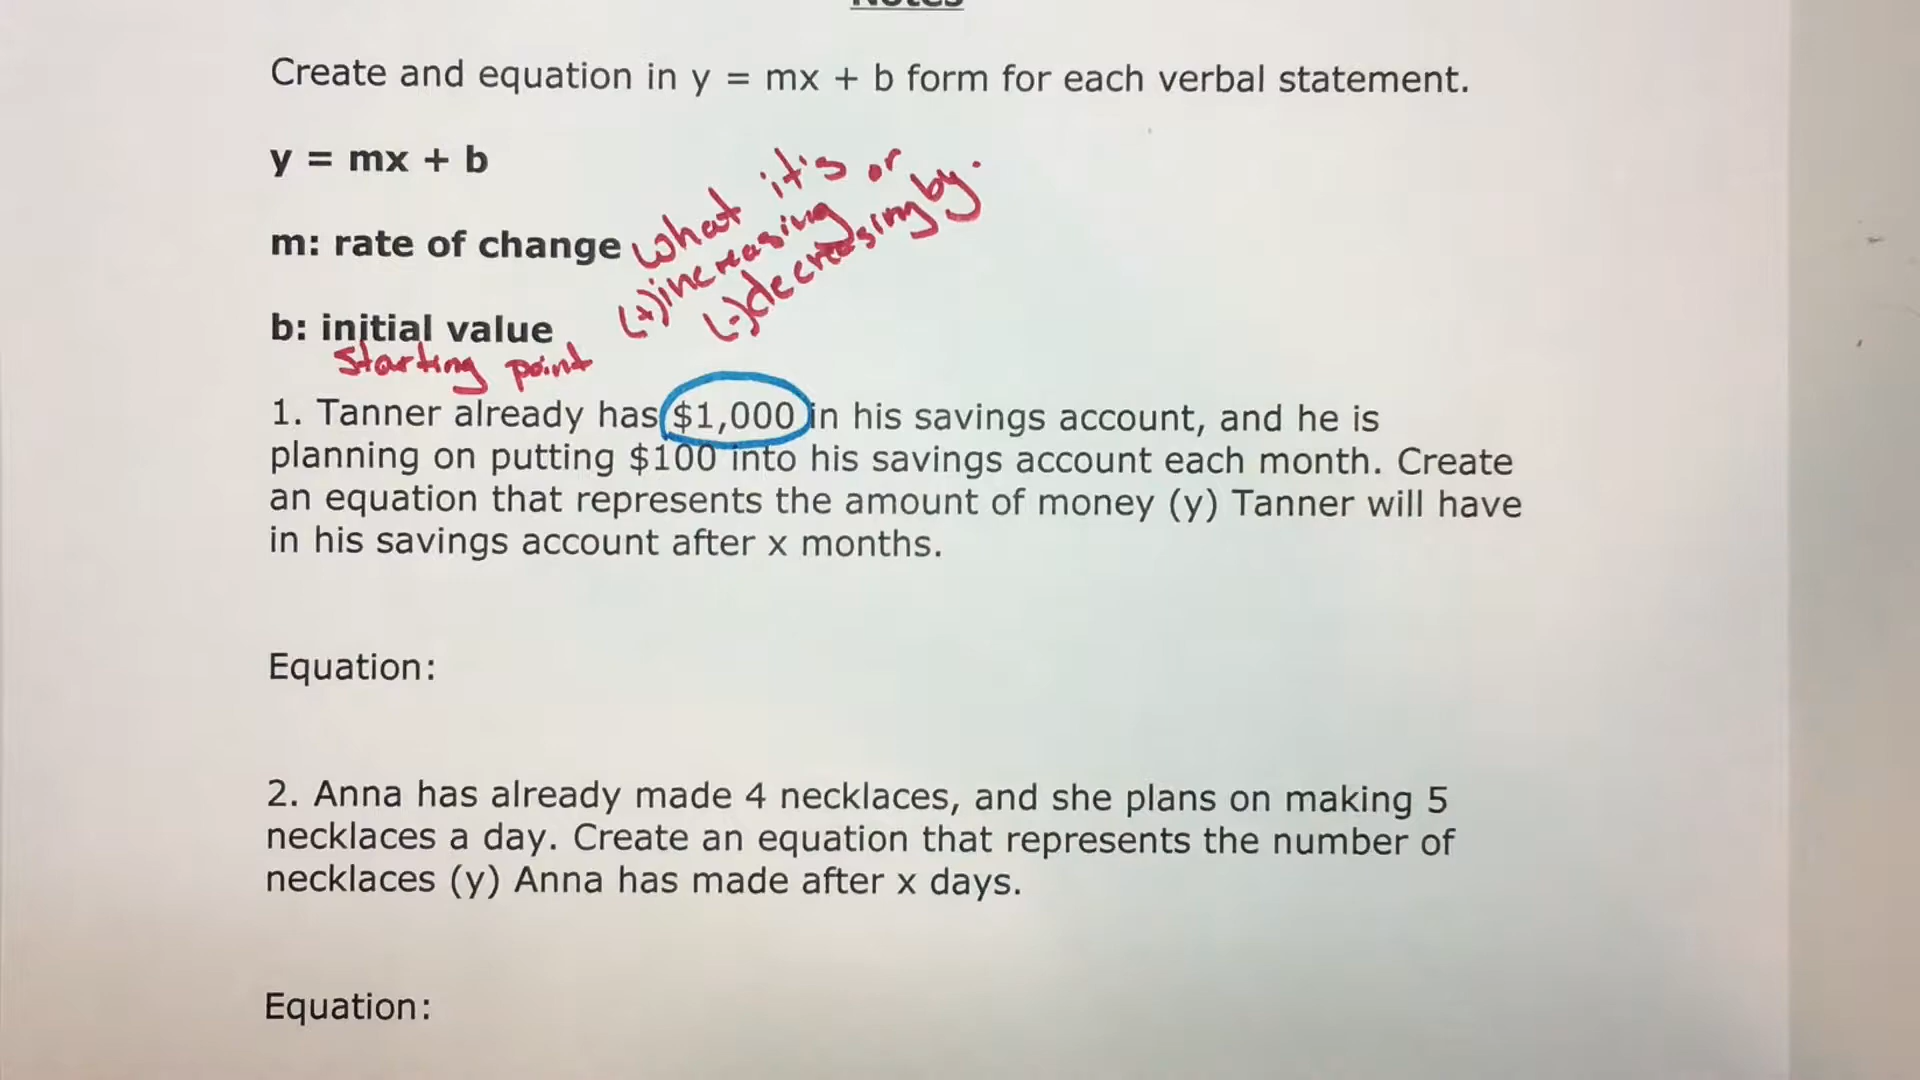 Notes
Create and equation in y = mx + b form for each verbal statement.
y = mx + b
m: rate of change
what it's or
(+)increasing
(-)decreasing by.
b: initial value
starting point
1. Tanner already has $1,000 in his savings account, and he is
planning on putting $100 into his savings account each month. Create
an equation that represents the amount of money (y) Tanner will have
in his savings account after x months.
Equation:
2. Anna has already made 4 necklaces, and she plans on making 5
necklaces a day. Create an equation that represents the number of
necklaces (y) Anna has made after x days.
Equation: